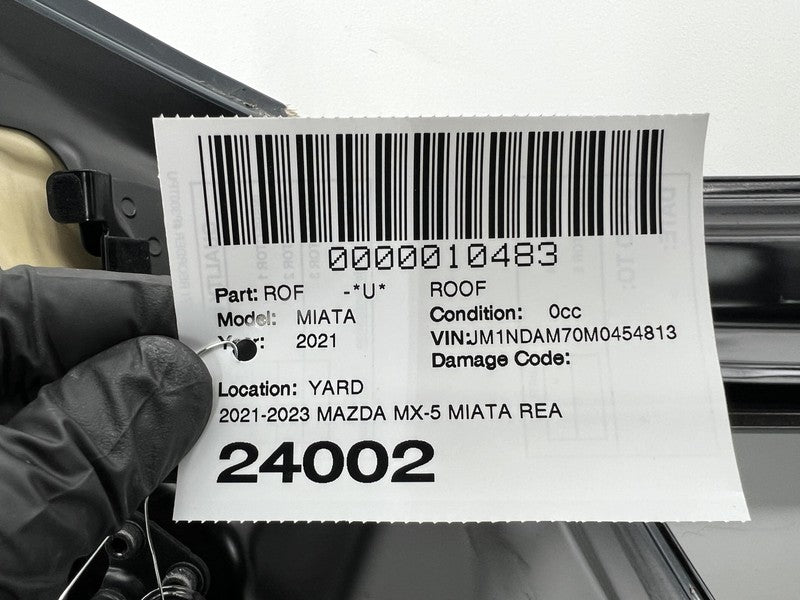 0000010483
Part: ROF -*U* ROOF
Model: MIATA Condition: 0cc
Year: 2021 VIN:JM1NDAM70M0454813
Damage Code:
Location: YARD
2021-2023 MAZDA MX-5 MIATA REA
24002